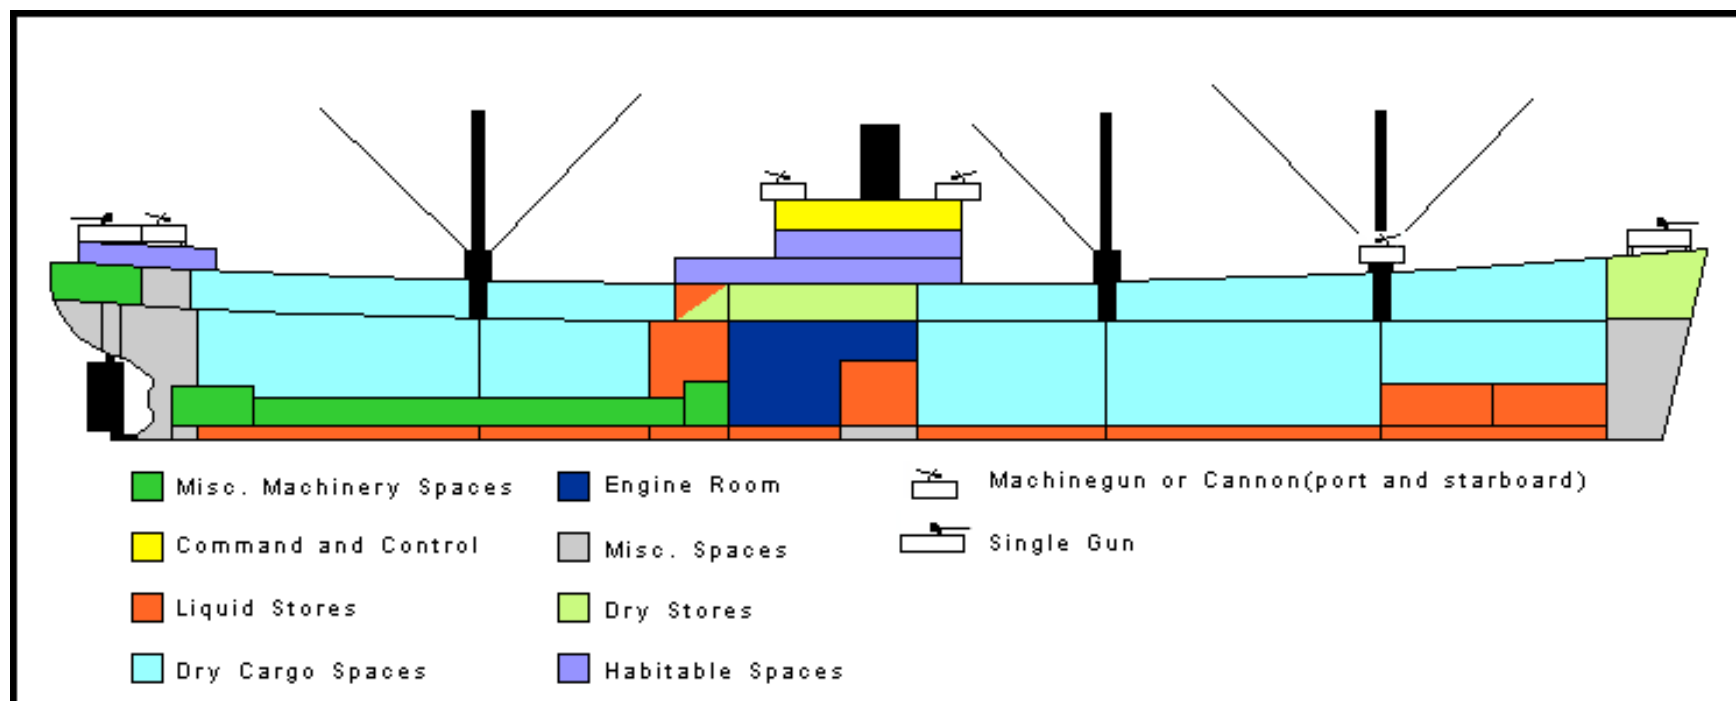 Misc. Machinery Spaces
Engine Room
Machinegun or Cannon(port and starboard)
Command and Control
Misc. Spaces
Single Gun
Liquid Stores
Dry Stores
Dry Cargo Spaces
Habitable Spaces